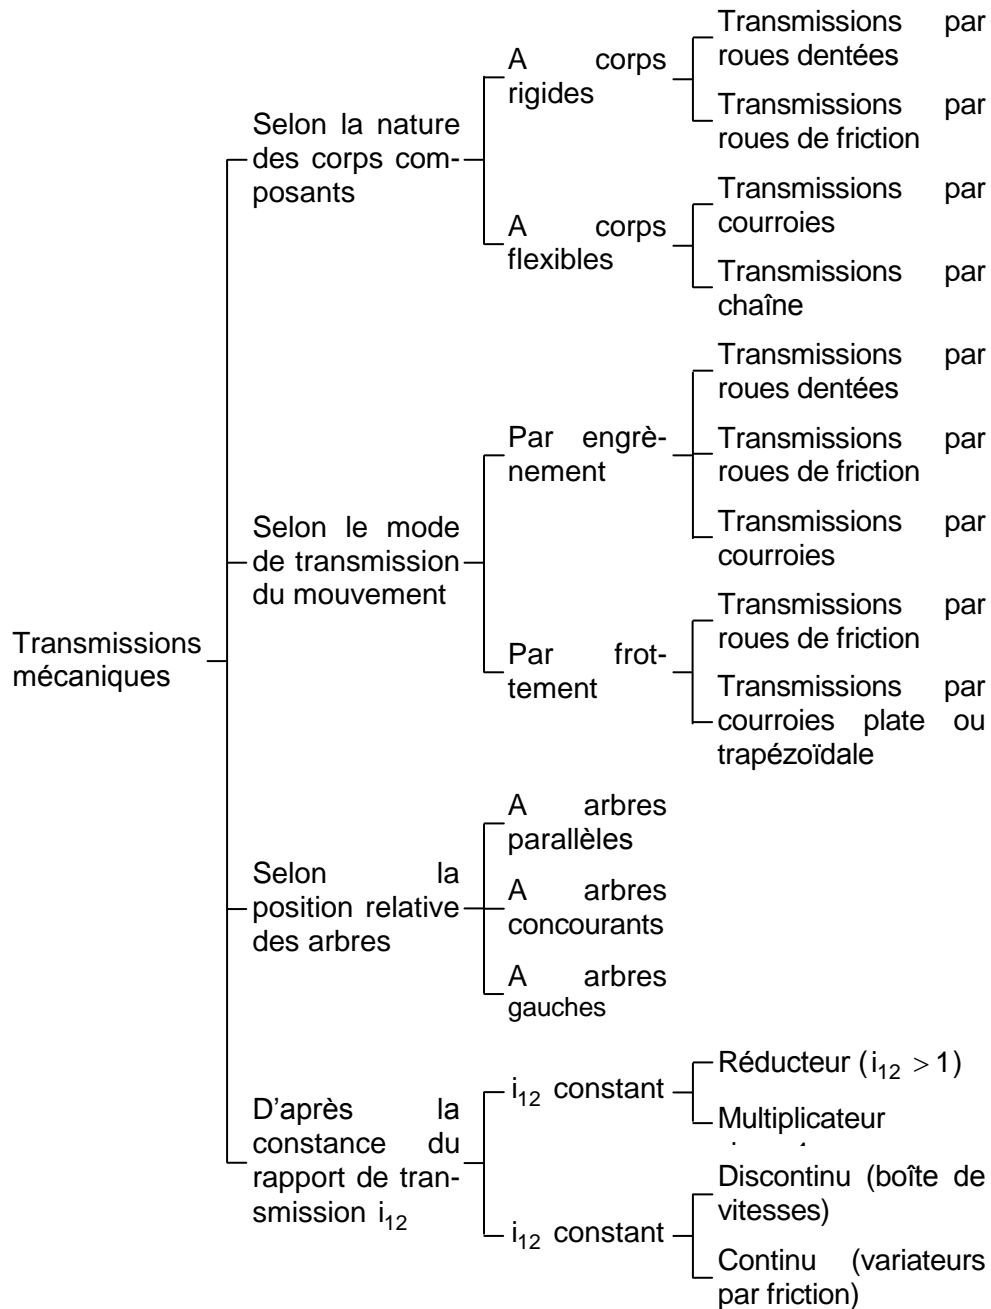 Transmissions
mécaniques
Selon la nature
des corps com-
posants
A corps
rigides
Transmissions par
roues dentées
Transmissions par
roues de friction
A corps
flexibles
Transmissions par
courroies
Transmissions par
chaîne
Selon le mode
de transmission
du mouvement
Par engrè-
nement
Transmissions par
roues dentées
Transmissions par
roues de friction
Transmissions par
courroies
Par frot-
tement
Transmissions par
roues de friction
Transmissions par
courroies plate ou
trapézoïdale
Selon la
position relative
des arbres
A arbres
parallèles
A arbres
concourants
A arbres
gauches
D'après la
constance du
rapport de tran-
smission i₁₂
i₁₂ constant
Réducteur (i₁₂ > 1)
Multiplicateur
i₁₂ constant
Discontinu (boîte de
vitesses)
Continu (variateurs
par friction)